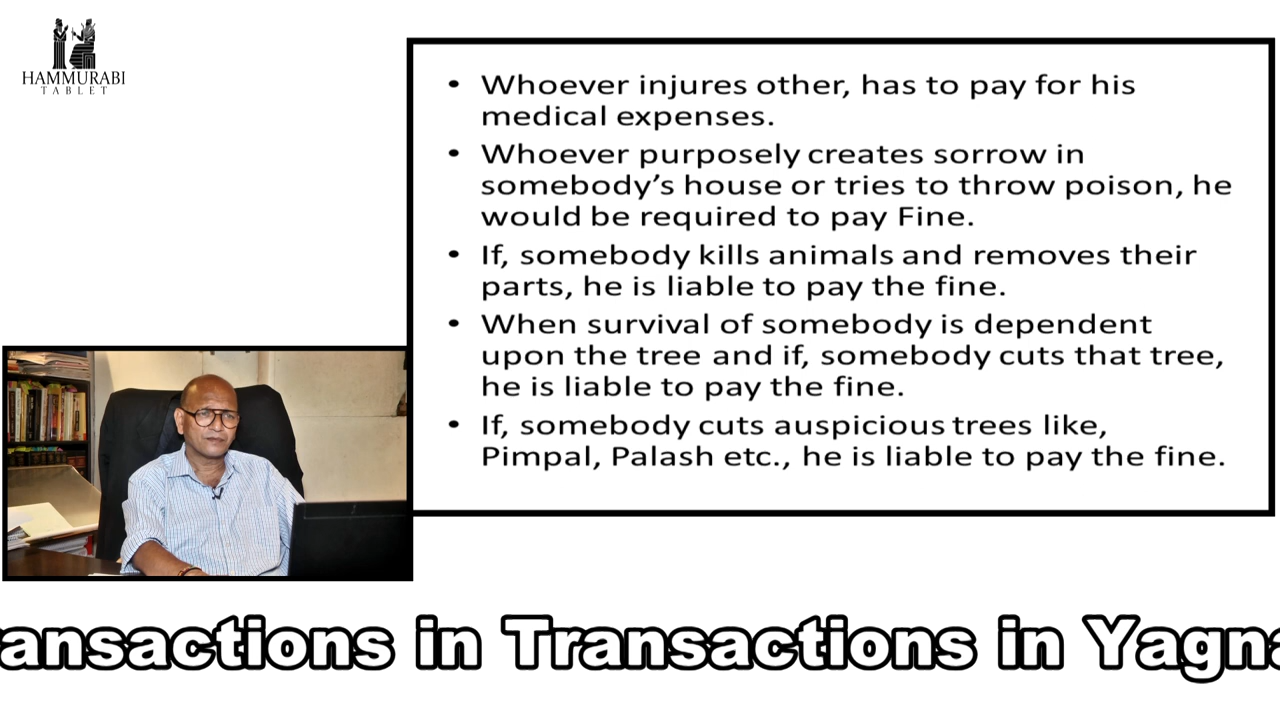 HAMMURABI
TABLET
• Whoever injures other, has to pay for his
medical expenses.
• Whoever purposely creates sorrow in
somebody’s house or tries to throw poison, he
would be required to pay Fine.
• If, somebody kills animals and removes their
parts, he is liable to pay the fine.
• When survival of somebody is dependent
upon the tree and if, somebody cuts that tree,
he is liable to pay the fine.
• If, somebody cuts auspicious trees like,
Pimpal, Palash etc., he is liable to pay the fine.
ansactions in Transactions in Yagna